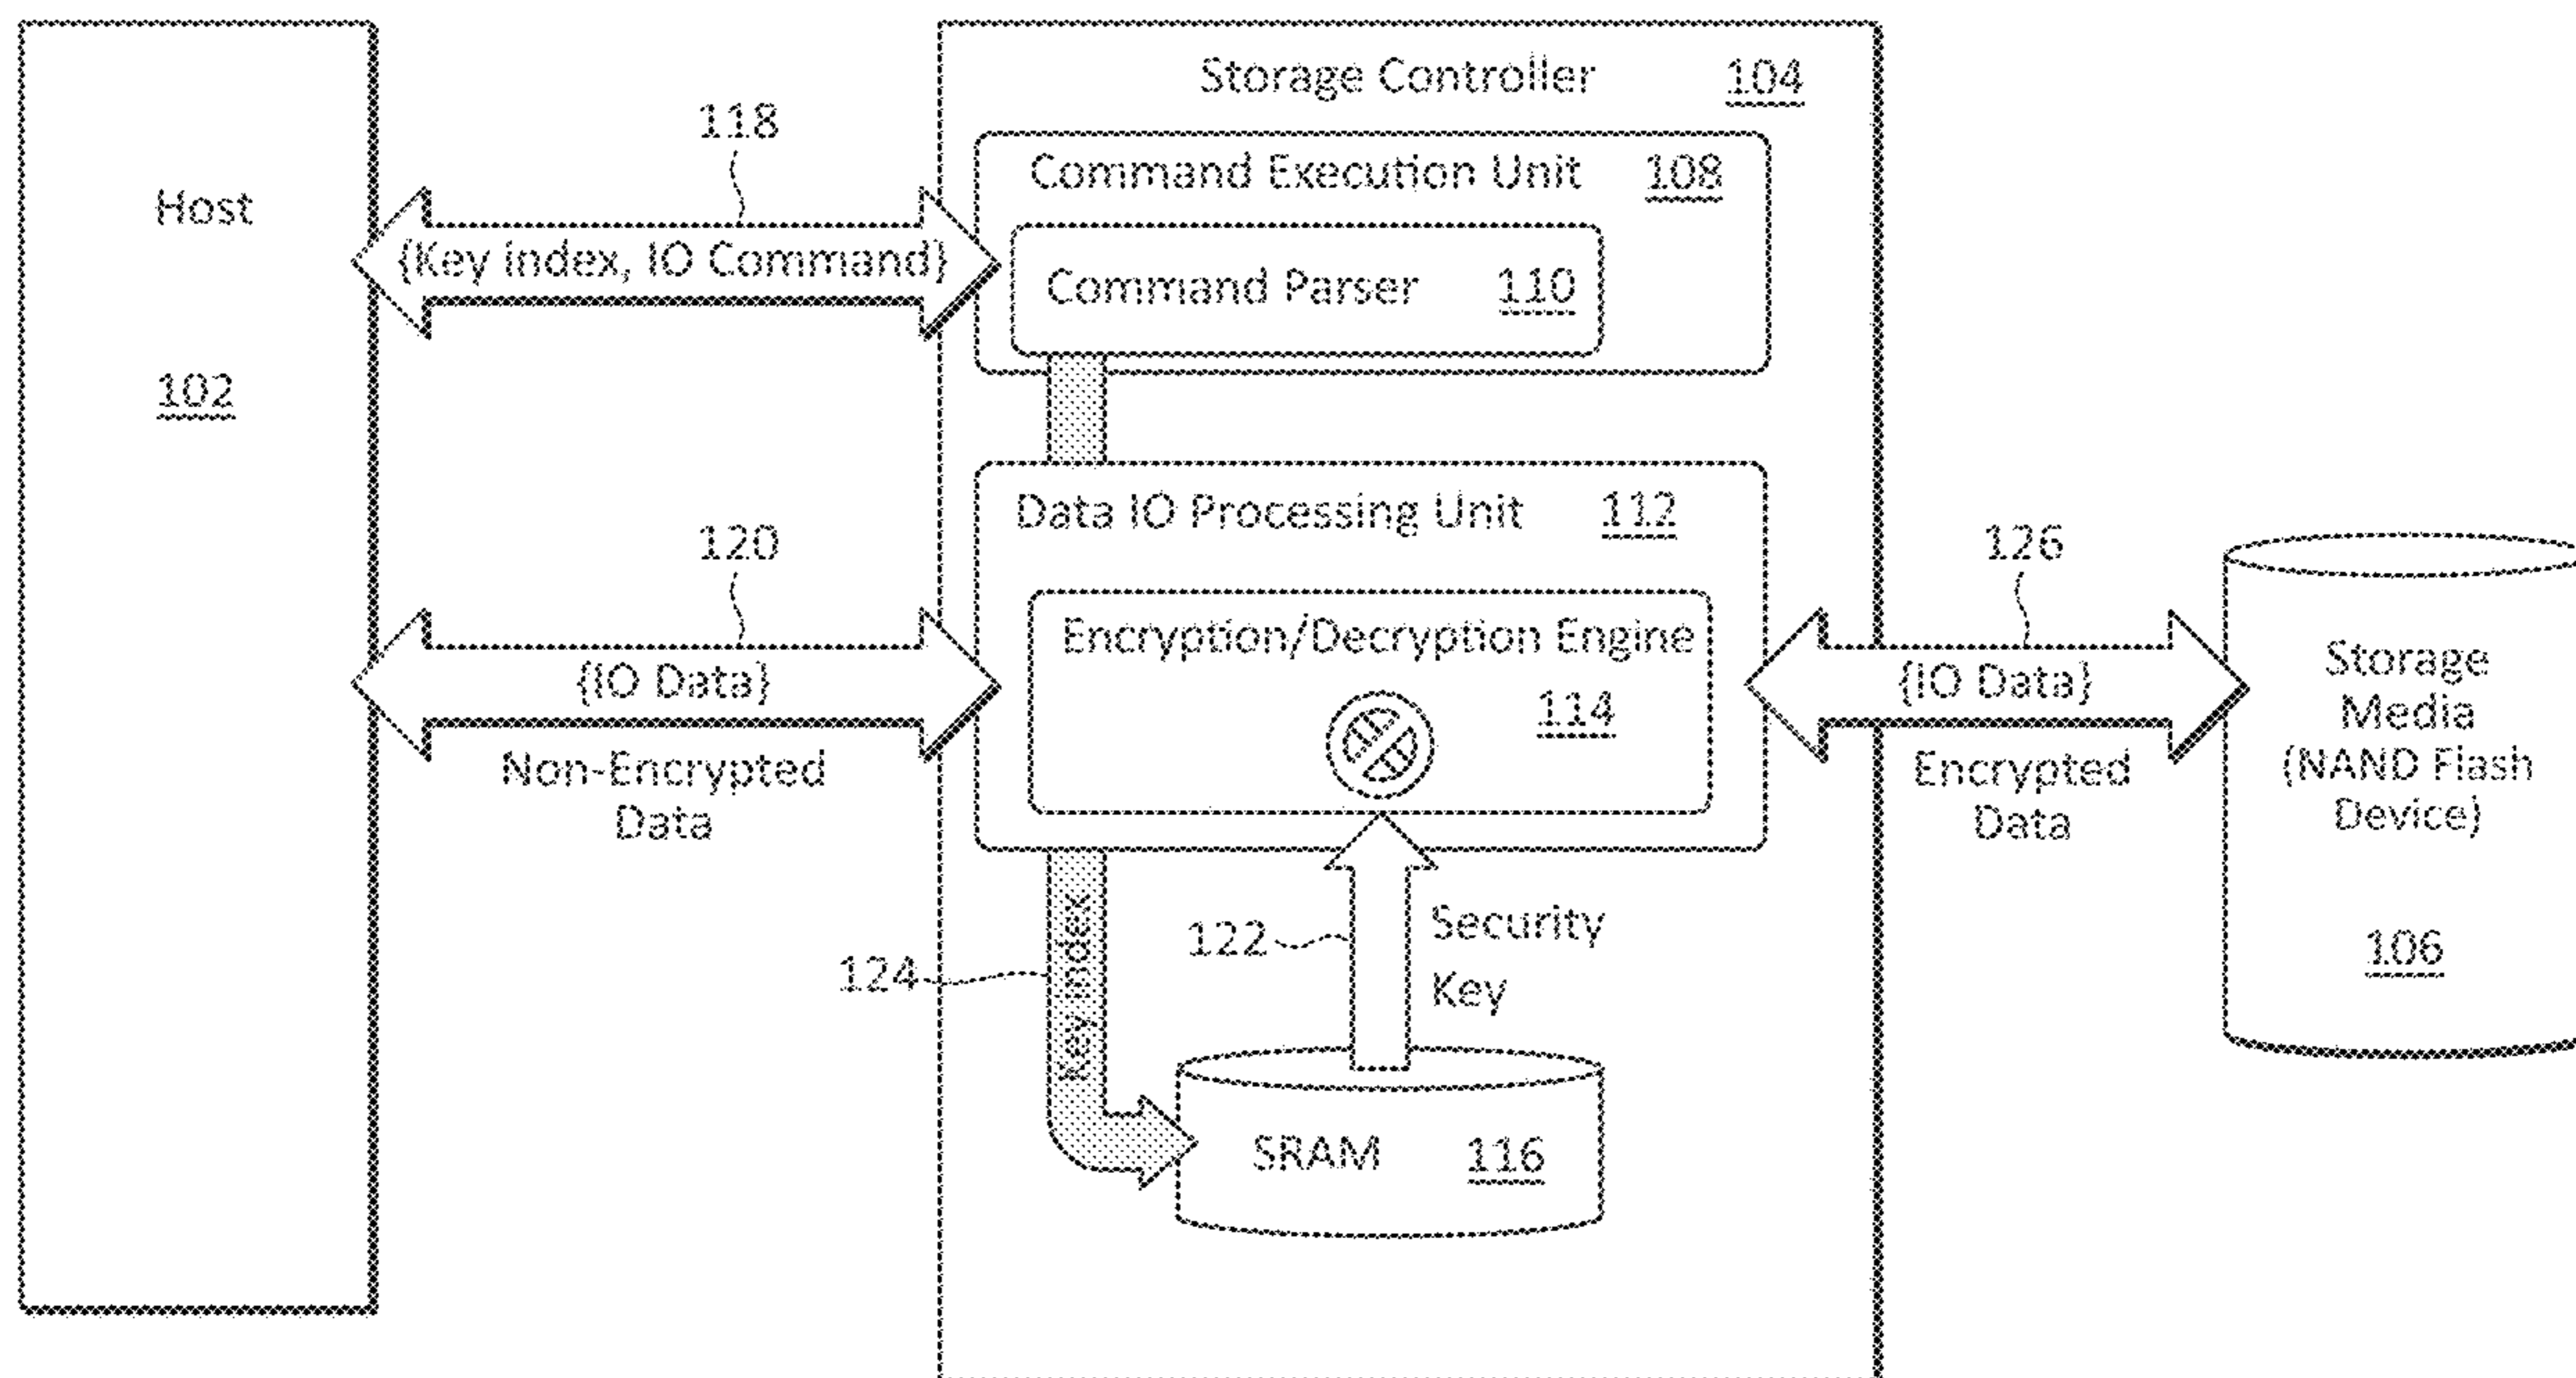 Storage Controller 104
118
Command Execution Unit 108
Host
{Key index, IO Command}
Command Parser 110
102
Data IO Processing Unit 112
120
126
Encryption/Decryption Engine
{IO Data}
114
{IO Data}
Storage
Media
(NAND Flash
Device)
Non-Encrypted
Data
Encrypted
Data
106
Key Index
124
122
Security
Key
SRAM 116